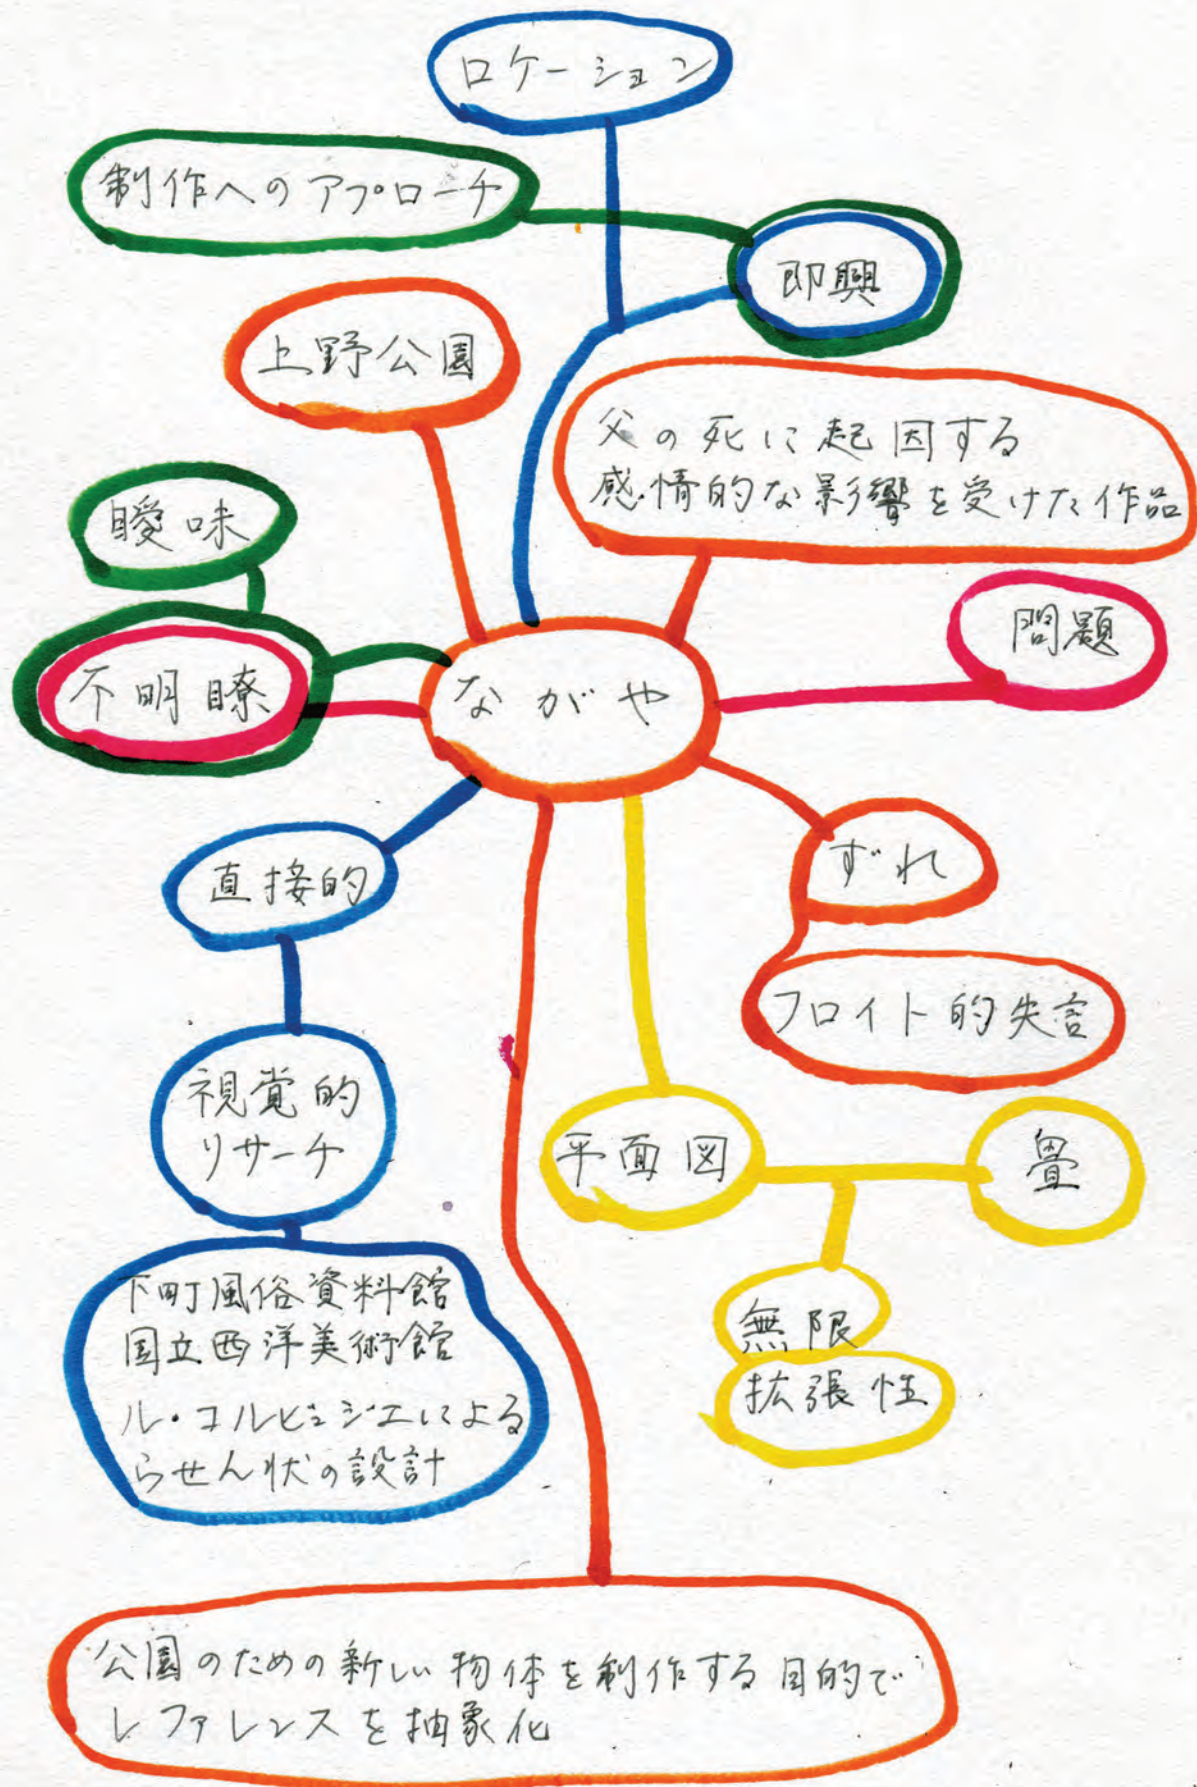 ロケーション
制作へのアプローチ
即興
上野公園
父の死に起因する
感情的な影響を受けた作品
曖味
問題
不明瞭
ながや
直接的
ずれ
フロイト的失言
視覚的
リサーチ
平面図
畳
下町風俗資料館
国立西洋美術館
ル・コルビュジエによる
らせん状の設計
無限
拡張性
公園のための新しい物体を制作する目的で
レファレンスを抽象化